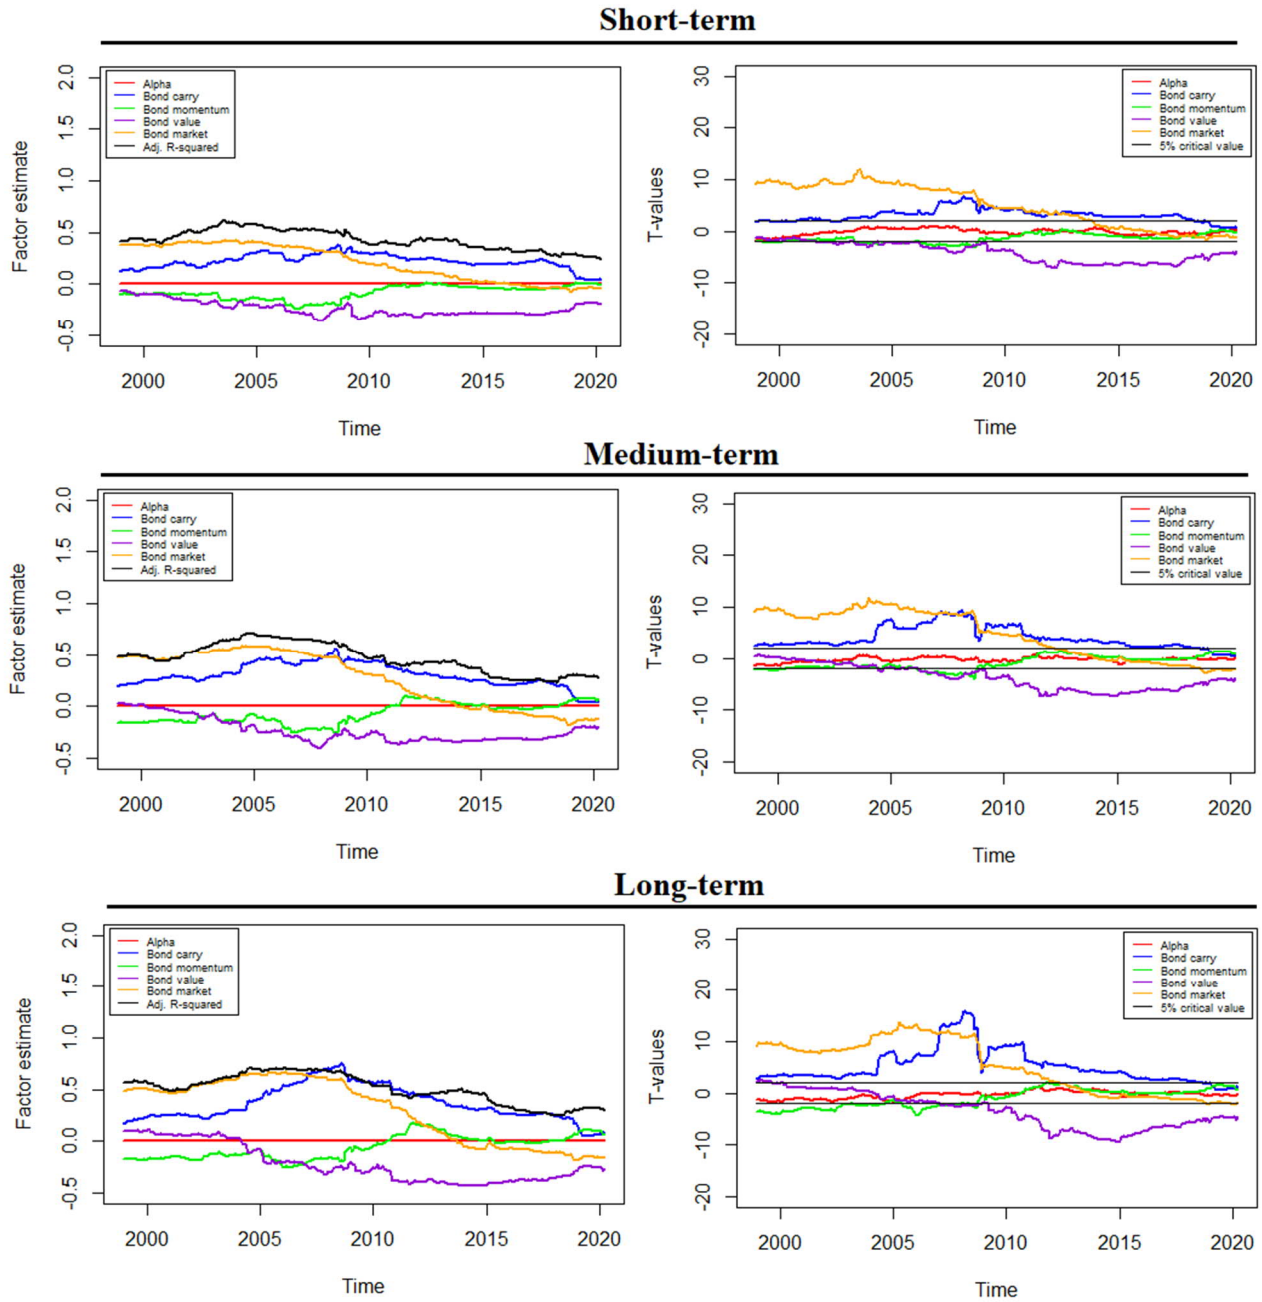 Short-term
Factor estimate
2.0
1.5
1.0
0.5
0.0
-0.5
Alpha
Bond carry
Bond momentum
Bond value
Bond market
Adj. R-squared
2000 2005 2010 2015 2020
Time
T-values
30
20
10
0
-10
-20
Alpha
Bond carry
Bond momentum
Bond value
Bond market
5% critical value
2000 2005 2010 2015 2020
Time
Medium-term
Factor estimate
2.0
1.5
1.0
0.5
0.0
-0.5
Alpha
Bond carry
Bond momentum
Bond value
Bond market
Adj. R-squared
2000 2005 2010 2015 2020
Time
T-values
30
20
10
0
-10
-20
Alpha
Bond carry
Bond momentum
Bond value
Bond market
5% critical value
2000 2005 2010 2015 2020
Time
Long-term
Factor estimate
2.0
1.5
1.0
0.5
0.0
-0.5
Alpha
Bond carry
Bond momentum
Bond value
Bond market
Adj. R-squared
2000 2005 2010 2015 2020
Time
T-values
30
20
10
0
-10
-20
Alpha
Bond carry
Bond momentum
Bond value
Bond market
5% critical value
2000 2005 2010 2015 2020
Time